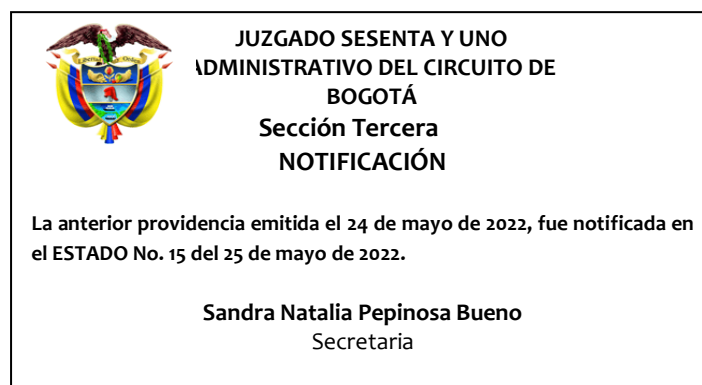 JUZGADO SESENTA Y UNO
ADMINISTRATIVO DEL CIRCUITO DE
BOGOTÁ
Sección Tercera
NOTIFICACIÓN
La anterior providencia emitida el 24 de mayo de 2022, fue notificada en
el ESTADO No. 15 del 25 de mayo de 2022.
Sandra Natalia Pepinosa Bueno
Secretaria